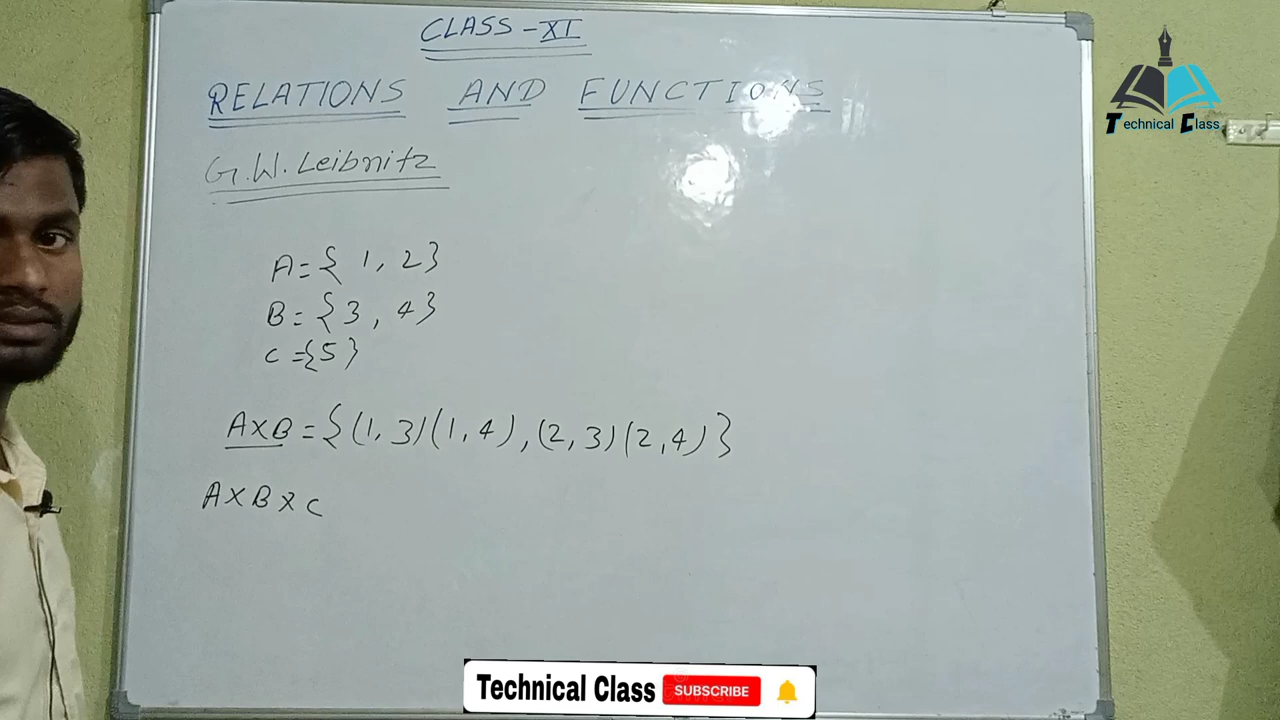 CLASS - XI
RELATIONS AND FUNCTIONS
G.W. Leibnitz
A = { 1, 2}
B = {3, 4}
C = {5}
A×B = {(1, 3)(1, 4), (2, 3)(2, 4)}
A×B×C
Technical Class
Technical Class SUBSCRIBE